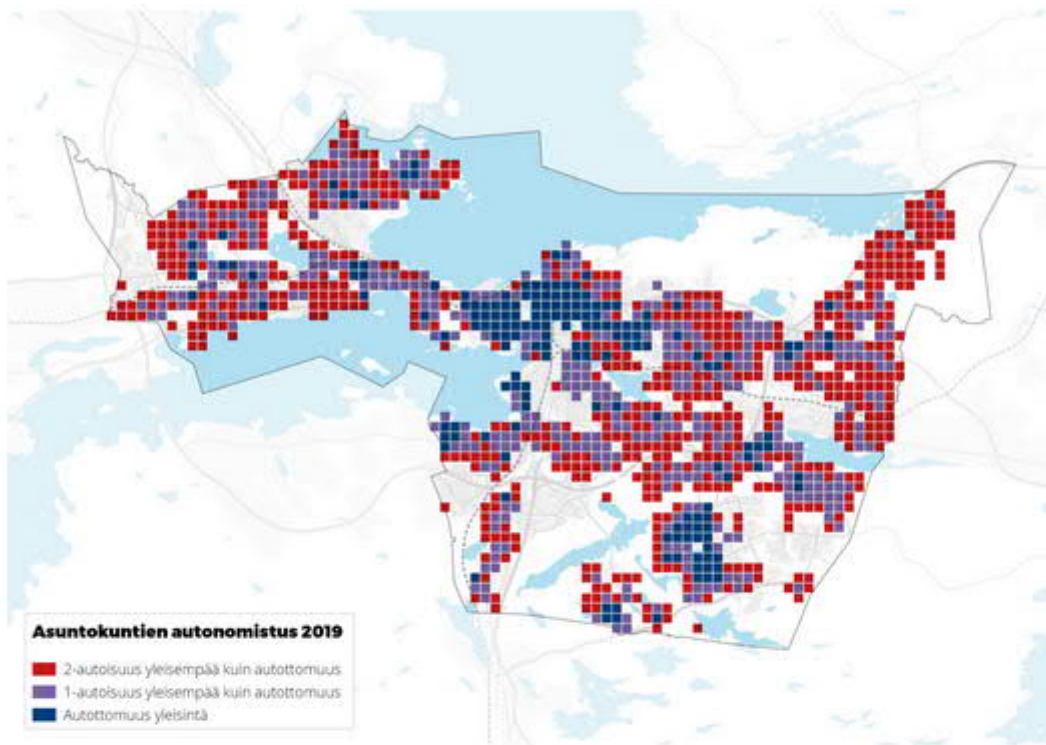 Asuntokuntien autonomistus 2019
2-autoisuus yleisempää kuin autottomuus
1-autoisuus yleisempää kuin autottomuus
Autottomuus yleisintä